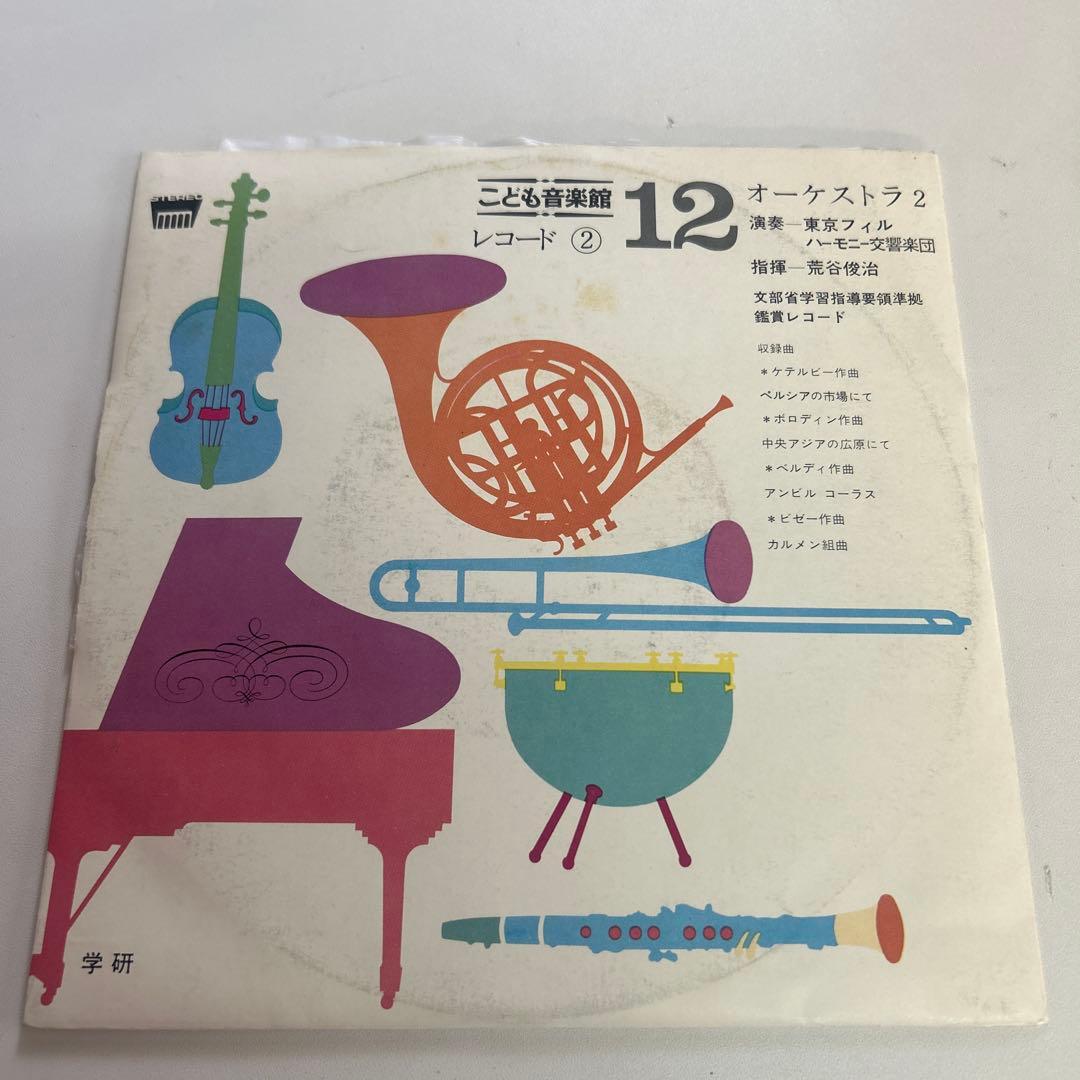 STEREO
こども音楽館
レコード ②
12
オーケストラ 2
演奏―東京フィル
ハーモニー交響楽団
指揮―荒谷俊治
文部省学習指導要領準拠
鑑賞レコード
収録曲
*ケテルビー作曲
ペルシアの市場にて
*ボロディン作曲
中央アジアの広原にて
*ベルディ作曲
アンビル コーラス
*ビゼー作曲
カルメン組曲
学研